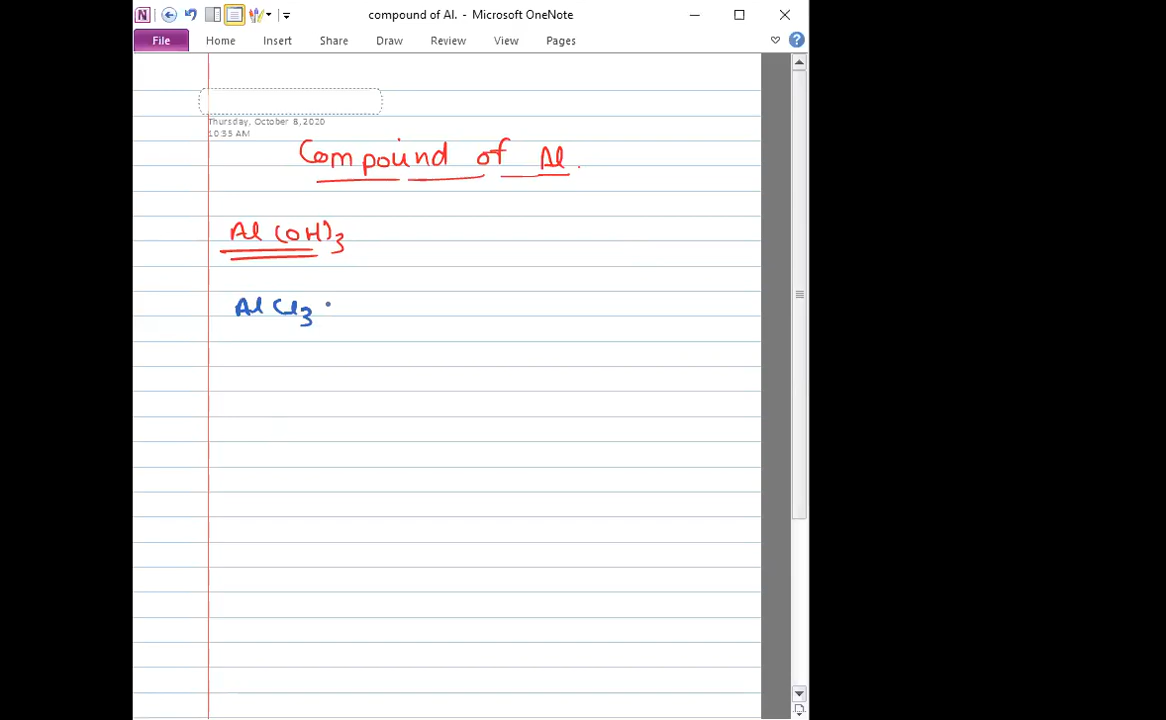 compound of Al. - Microsoft OneNote
File Home Insert Share Draw Review View Pages
Thursday, October 8, 2020
10:35 AM
Compound of Al.
Al(OH)3
AlCl3